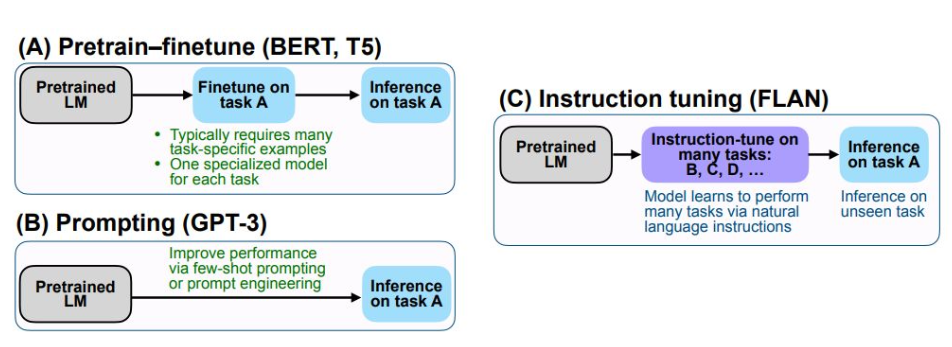 (A) Pretrain–finetune (BERT, T5)
Pretrained
LM
Finetune on
task A
Inference
on task A
• Typically requires many
task-specific examples
• One specialized model
for each task
(B) Prompting (GPT-3)
Pretrained
LM
Improve performance
via few-shot prompting
or prompt engineering
Inference
on task A
(C) Instruction tuning (FLAN)
Pretrained
LM
Instruction-tune on
many tasks:
B, C, D, …
Inference
on task A
Model learns to perform
many tasks via natural
language instructions
Inference on
unseen task